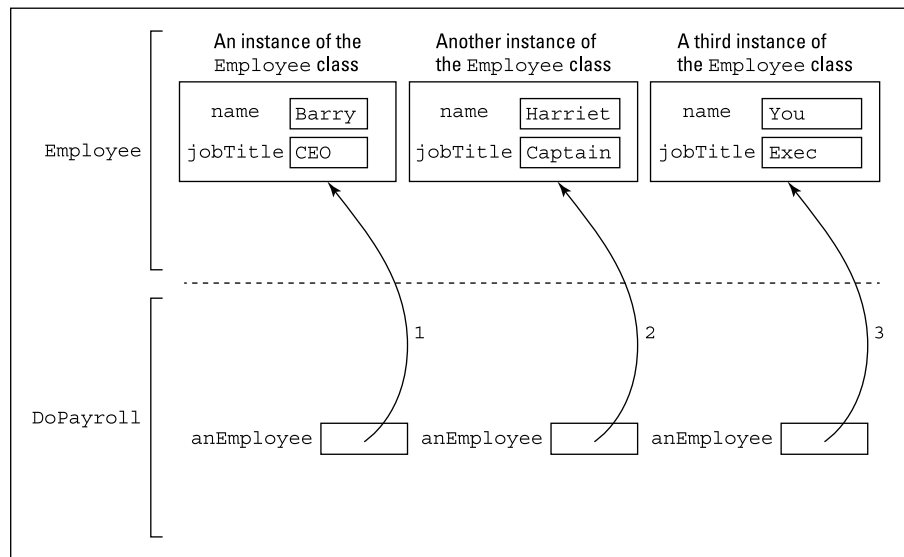 An instance of the
Employee class
Another instance of
the Employee class
A third instance of
the Employee class
Employee
name
Barry
jobTitle
CEO
name
Harriet
jobTitle
Captain
name
You
jobTitle
Exec
1
2
3
DoPayroll
anEmployee
anEmployee
anEmployee